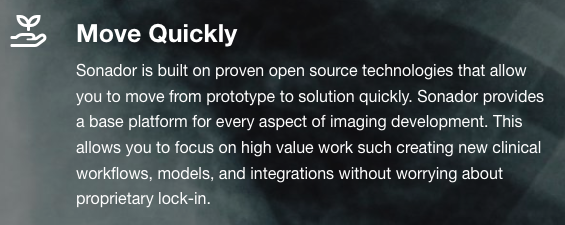 Move Quickly
Sonador is built on proven open source technologies that allow
you to move from prototype to solution quickly. Sonador provides
a base platform for every aspect of imaging development. This
allows you to focus on high value work such creating new clinical
workflows, models, and integrations without worrying about
proprietary lock-in.